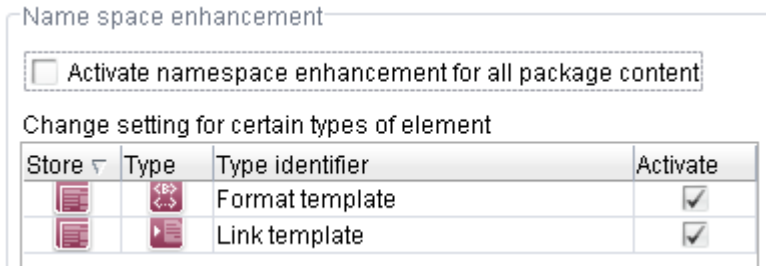 Name space enhancement
Activate namespace enhancement for all package content
Change setting for certain types of element
Store Type Type identifier Activate
<B> <..> Format template
Link template